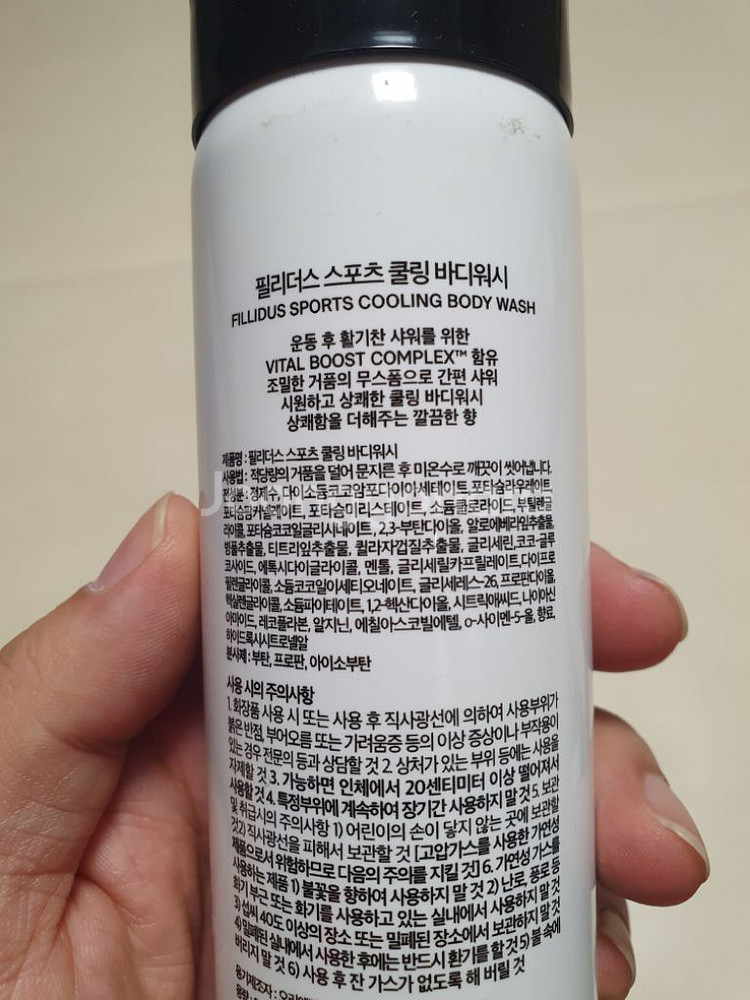 필리더스 스포츠 쿨링 바디워시
FILLIDUS SPORTS COOLING BODY WASH
운동 후 활기찬 샤워를 위한
VITAL BOOST COMPLEX™ 함유
조밀한 거품의 무스폼으로 간편 샤워
시원하고 상쾌한 쿨링 바디워시
상쾌함을 더해주는 깔끔한 향
제품명 : 필리더스 스포츠 쿨링 바디워시
사용법 : 적당량의 거품을 덜어 문지른 후 미온수로 깨끗이 씻어냅니다.
전성분 : 정제수, 다이소듐코코암포다이아세테이트, 포타슘라우레이트,
포타슘팜커넬레이트, 포타슘미리스테이트, 소듐클로라이드, 부틸렌글
라이콜, 포타슘코코일글리시네이트, 2,3-부탄다이올, 알로에베라잎추출물,
병풀추출물, 티트리잎추출물, 퀼라자껍질추출물, 글리세린, 코코-글루
코사이드, 에톡시다이글라이콜, 멘톨, 글리세릴카프릴레이트, 다이프로
필렌글라이콜, 소듐코코일이세티오네이트, 글리세레스-26, 프로판다이올,
헥실렌글라이콜, 소듐파이테이트, 1,2-헥산다이올, 시트릭애씨드, 나이아신
아마이드, 레코플라본, 알지닌, 에칠아스코빌에텔, o-사이멘-5-올, 향료,
하이드록시시트로넬알
분사제 : 부탄, 프로판, 아이소부탄
사용 시의 주의사항
1. 화장품 사용 시 또는 사용 후 직사광선에 의하여 사용부위가
붉은 반점, 부어오름 또는 가려움증 등의 이상 증상이나 부작용이
있는 경우 전문의 등과 상담할 것 2. 상처가 있는 부위 등에는 사용을
자제할 것 3. 가능하면 인체에서 20센티미터 이상 떨어져서
사용할 것 4. 특정부위에 계속하여 장기간 사용하지 말 것 5. 보관
및 취급시의 주의사항 1) 어린이의 손이 닿지 않는 곳에 보관할
것 2) 직사광선을 피해서 보관할 것 [고압가스를 사용한 가연성
제품으로서 위험하므로 다음의 주의를 지킬 것] 6. 가연성 가스를
사용하는 제품 1) 불꽃을 향하여 사용하지 말 것 2) 난로, 풍로 등
화기 부근 또는 화기를 사용하고 있는 실내에서 사용하지 말 것
3) 섭씨 40도 이상의 장소 또는 밀폐된 장소에서 보관하지 말 것
4) 밀폐된 실내에서 사용한 후에는 반드시 환기를 할 것 5) 불 속에
버리지 말 것 6) 사용 후 잔 가스가 없도록 해 버릴 것
용기제조자 :